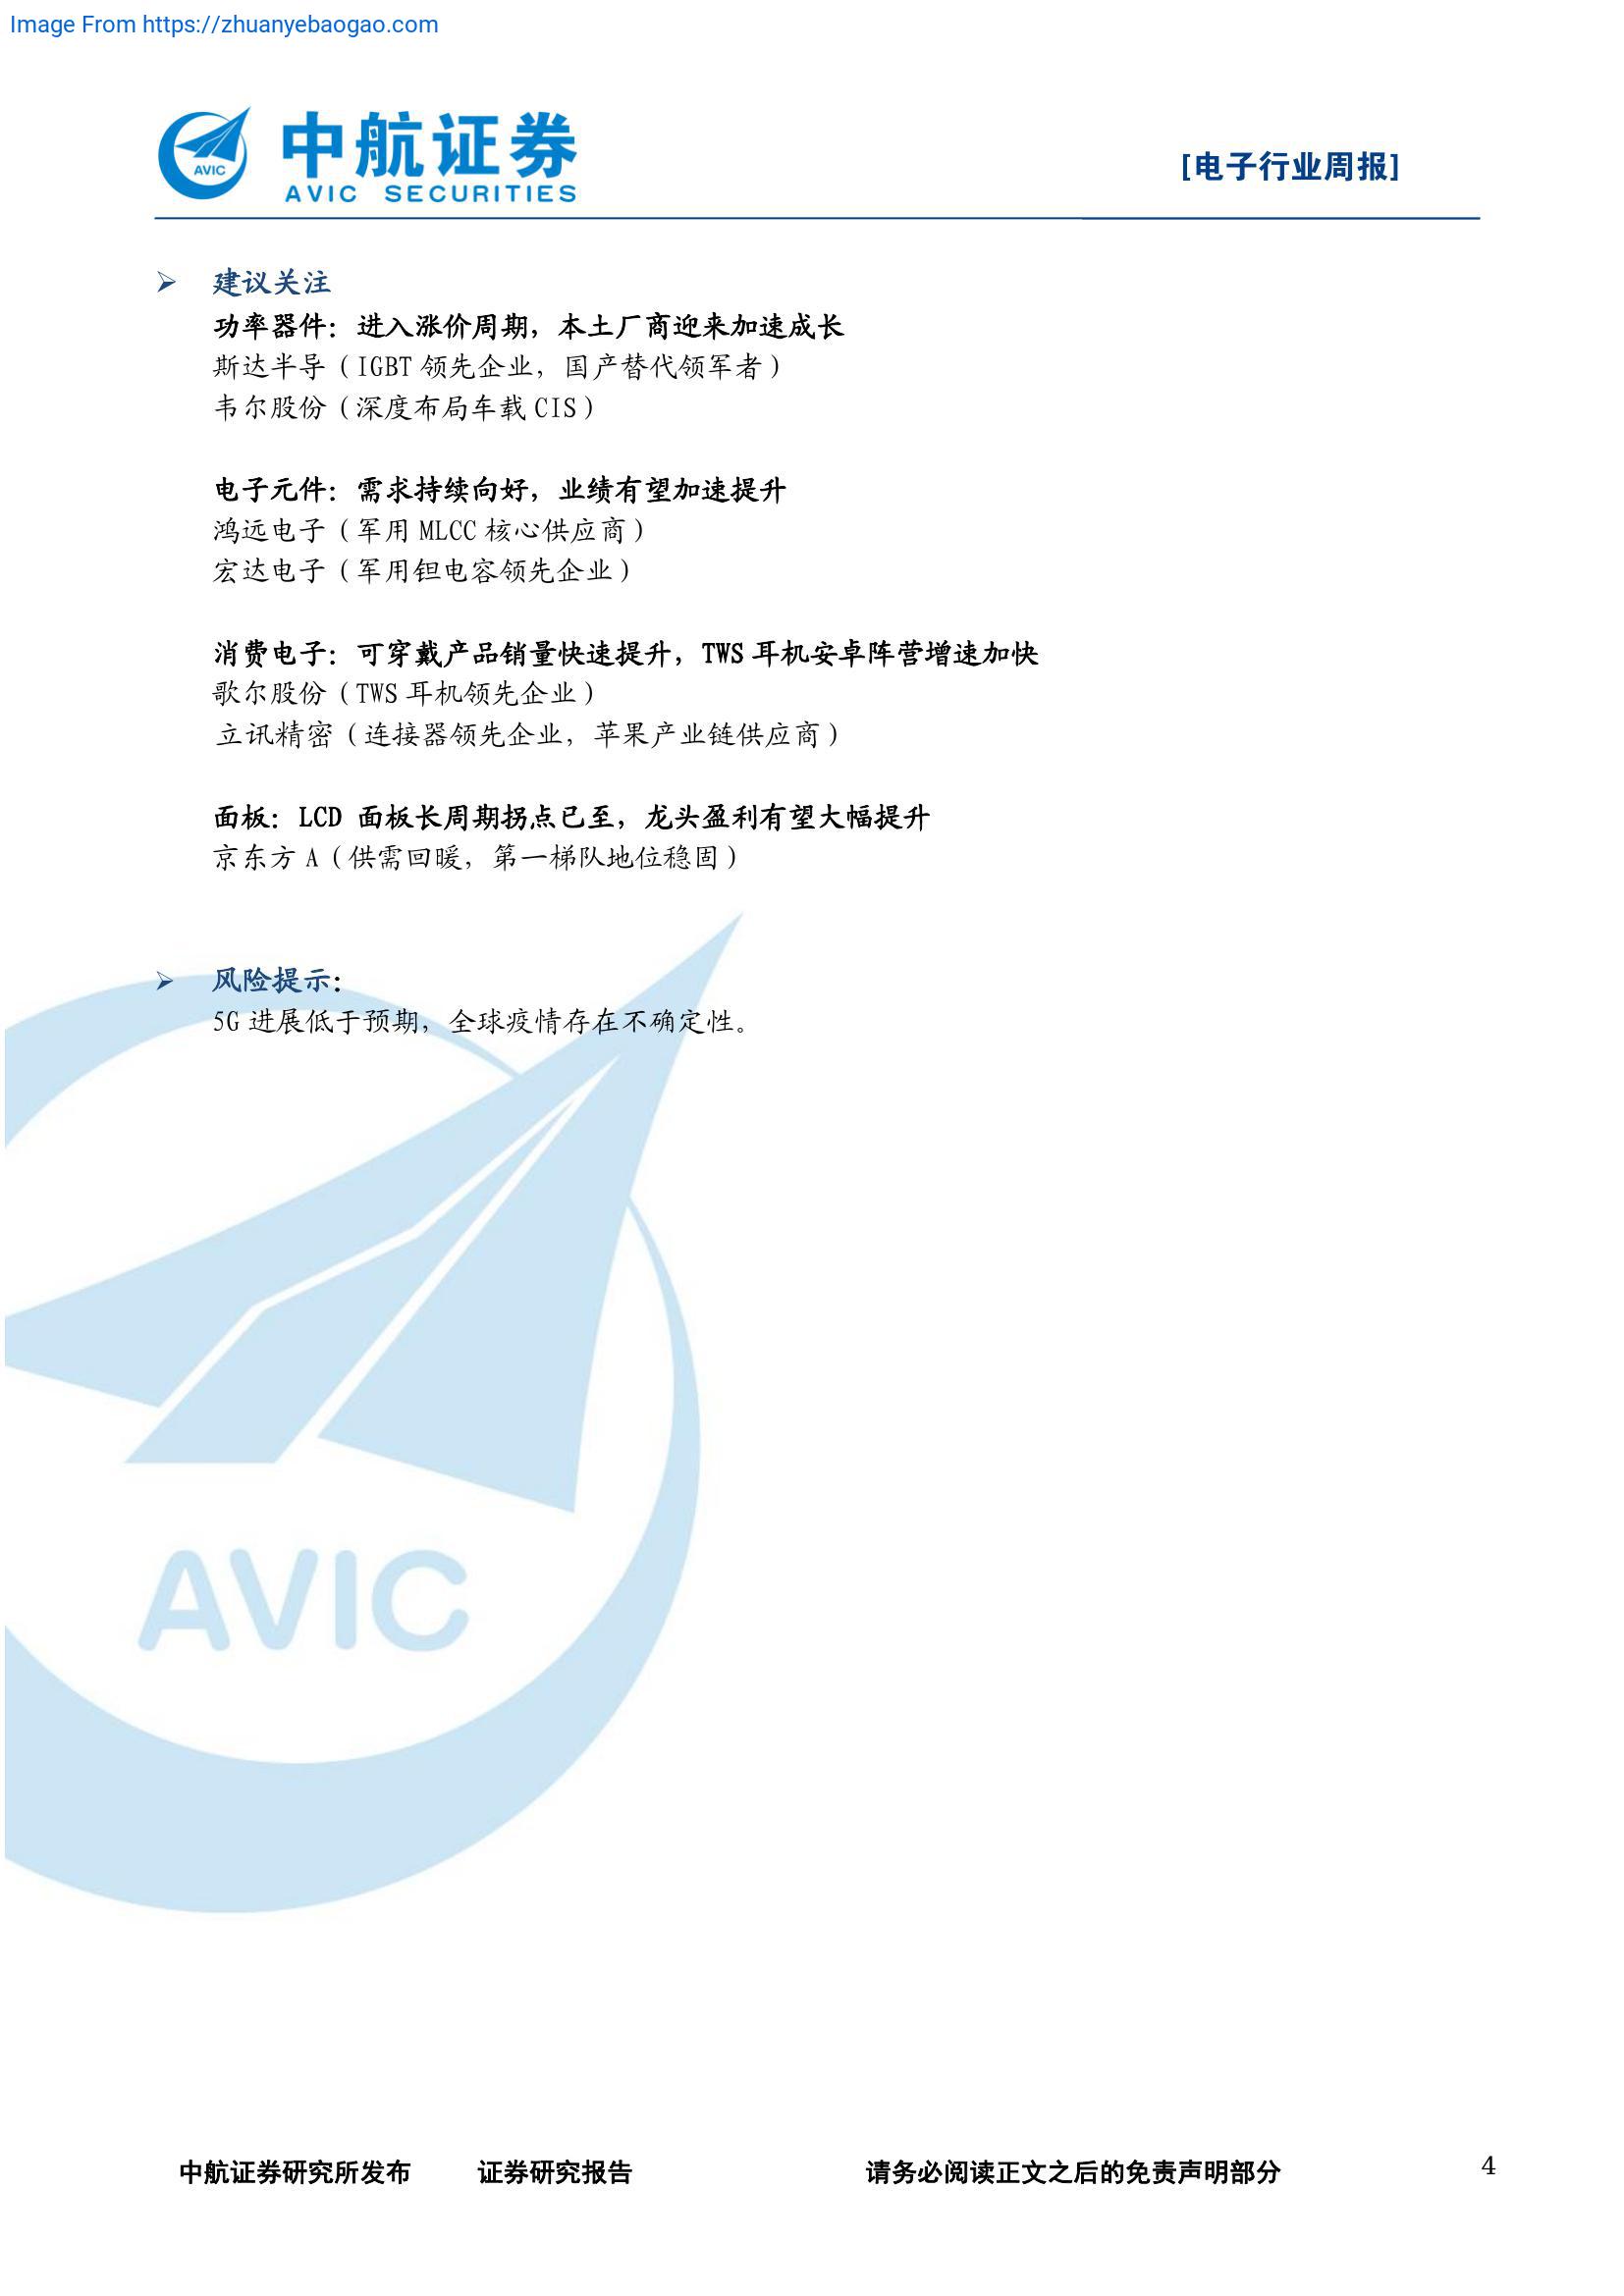 Image From https://zhuanyebaogao.com
AVIC
中航证券
AVIC SECURITIES
[电子行业周报]
建议关注
功率器件：进入涨价周期，本土厂商迎来加速成长
斯达半导（IGBT 领先企业，国产替代领军者）
韦尔股份（深度布局车载 CIS）
电子元件：需求持续向好，业绩有望加速提升
鸿远电子（军用 MLCC 核心供应商）
宏达电子（军用钽电容领先企业）
消费电子：可穿戴产品销量快速提升，TWS 耳机安卓阵营增速加快
歌尔股份（TWS 耳机领先企业）
立讯精密（连接器领先企业，苹果产业链供应商）
面板：LCD 面板长周期拐点已至，龙头盈利有望大幅提升
京东方 A（供需回暖，第一梯队地位稳固）
风险提示：
5G 进展低于预期，全球疫情存在不确定性。
AVIC
中航证券研究所发布 证券研究报告 请务必阅读正文之后的免责声明部分 4